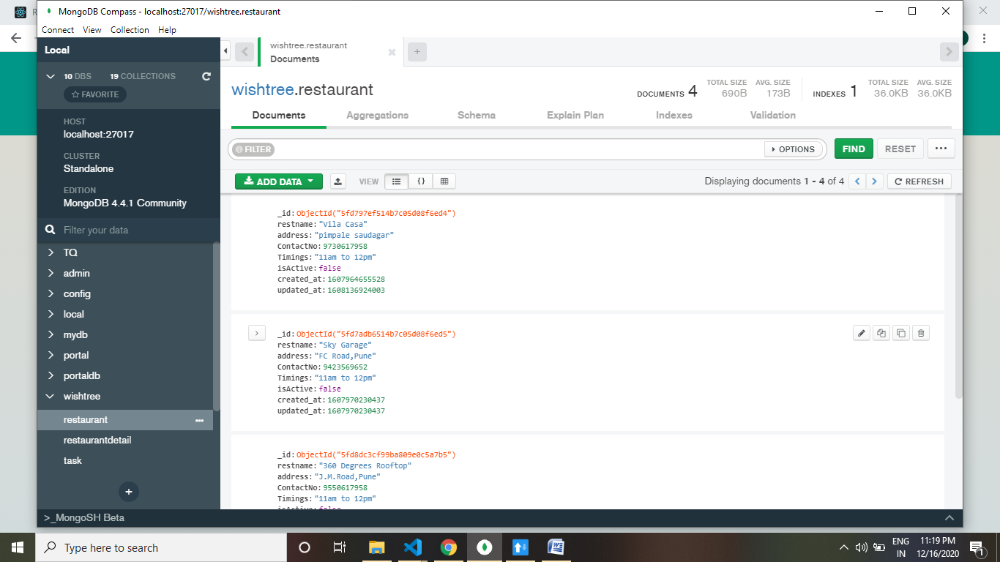 R
MongoDB Compass - localhost:27017/wishtree.restaurant
Connect View Collection Help
Local
wishtree.restaurant
Documents
10 DBS 19 COLLECTIONS
FAVORITE
wishtree.restaurant
DOCUMENTS 4 TOTAL SIZE 690B AVG. SIZE 173B INDEXES 1 TOTAL SIZE 36.0KB AVG. SIZE 36.0KB
HOST
localhost:27017
CLUSTER
Standalone
EDITION
MongoDB 4.4.1 Community
Documents Aggregations Schema Explain Plan Indexes Validation
FILTER OPTIONS FIND RESET
ADD DATA VIEW {} Displaying documents 1 - 4 of 4 REFRESH
Filter your data
TQ
admin
config
local
mydb
portal
portaldb
wishtree
restaurant
restaurantdetail
task
_id:ObjectId("5fd797ef514b7c05d08f6ed4")
restname:"Vila Casa"
address:"pimpale saudagar"
ContactNo:9730617958
Timings:"11am to 12pm"
isActive:false
created_at:1607964655528
updated_at:1608136924003
_id:ObjectId("5fd7adb6514b7c05d08f6ed5")
restname:"Sky Garage"
address:"FC Road,Pune"
ContactNo:9423569652
Timings:"11am to 12pm"
isActive:false
created_at:1607970230437
updated_at:1607970230437
_id:ObjectId("5fd8dc3cf99ba809e0c5a7b5")
restname:"360 Degrees Rooftop"
address:"J.M.Road,Pune"
ContactNo:9550617958
Timings:"11am to 12pm"
isActive:false
>_MongoSH Beta
Type here to search
W
ENG
IN
11:19 PM
12/16/2020
1